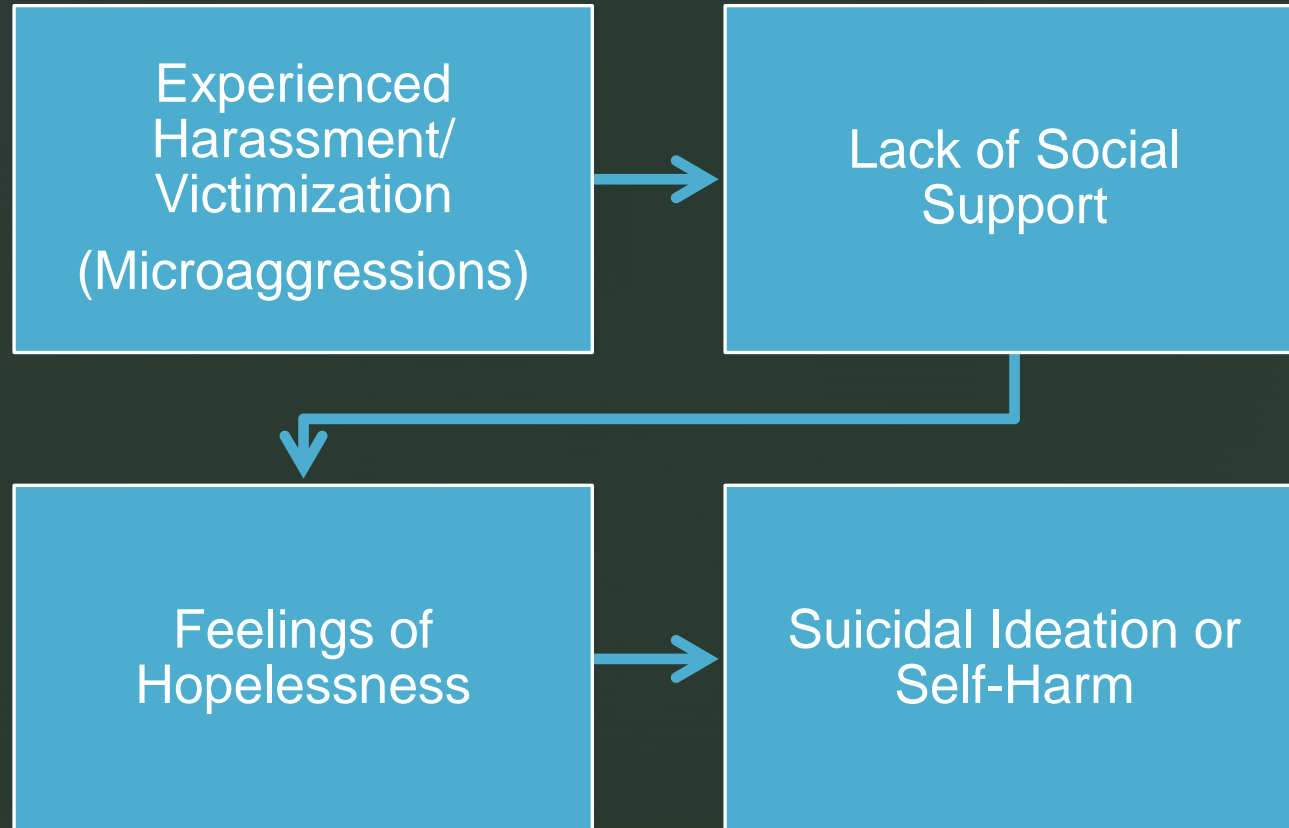 Experienced
Harassment/
Victimization
(Microaggressions)
Lack of Social
Support
Feelings of
Hopelessness
Suicidal Ideation or
Self-Harm